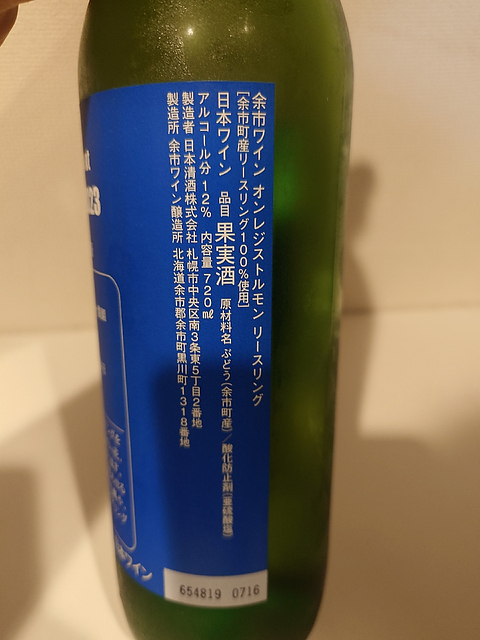 余市ワイン オンレジストルモン リースリング
[余市町産リースリング100%使用]
日本ワイン 品目 果実酒 原材料名 ぶどう(余市町産)/酸化防止剤(亜硫酸塩)
アルコール分 12% 内容量 720㎖
製造者 日本清酒株式会社 札幌市中央区南3条東5丁目2番地
製造所 余市ワイン醸造所 北海道余市郡余市町黒川町1318番地
23
ワイン
654819 0716